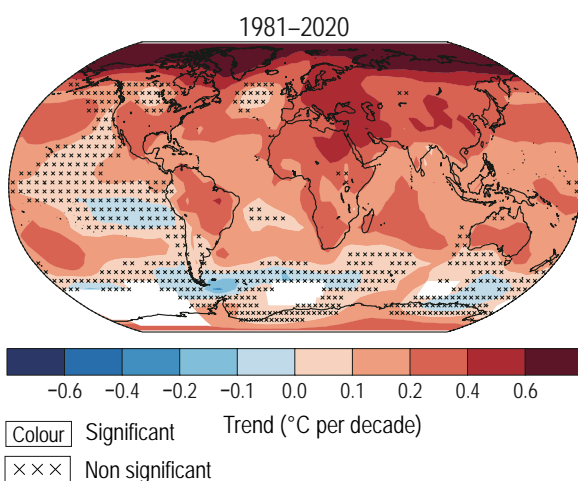 1981–2020
−0.6 −0.4 −0.2 −0.1 0.0 0.1 0.2 0.4 0.6
Trend (°C per decade)
Colour Significant
××× Non significant